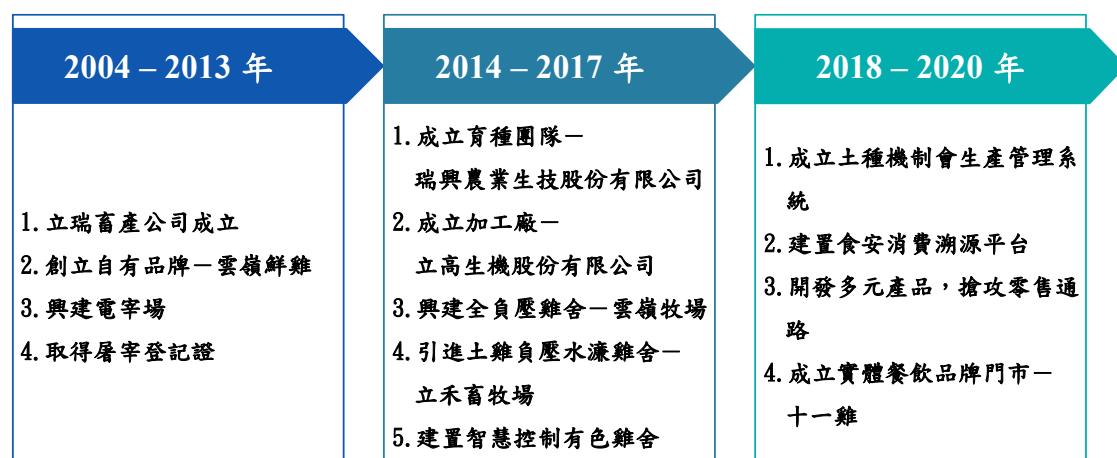 2004 – 2013 年
1. 立瑞畜產公司成立
2. 創立自有品牌－雲嶺鮮雞
3. 興建電宰場
4. 取得屠宰登記證
2014 – 2017 年
1. 成立育種團隊－
瑞興農業生技股份有限公司
2. 成立加工廠－
立高生機股份有限公司
3. 興建全負壓雞舍－雲嶺牧場
4. 引進土雞負壓水濂雞舍－
立禾畜牧場
5. 建置智慧控制有色雞舍
2018 – 2020 年
1. 成立土種機制會生產管理系
統
2. 建置食安消費溯源平台
3. 開發多元產品，搶攻零售通
路
4. 成立實體餐飲品牌門市－
十一雞